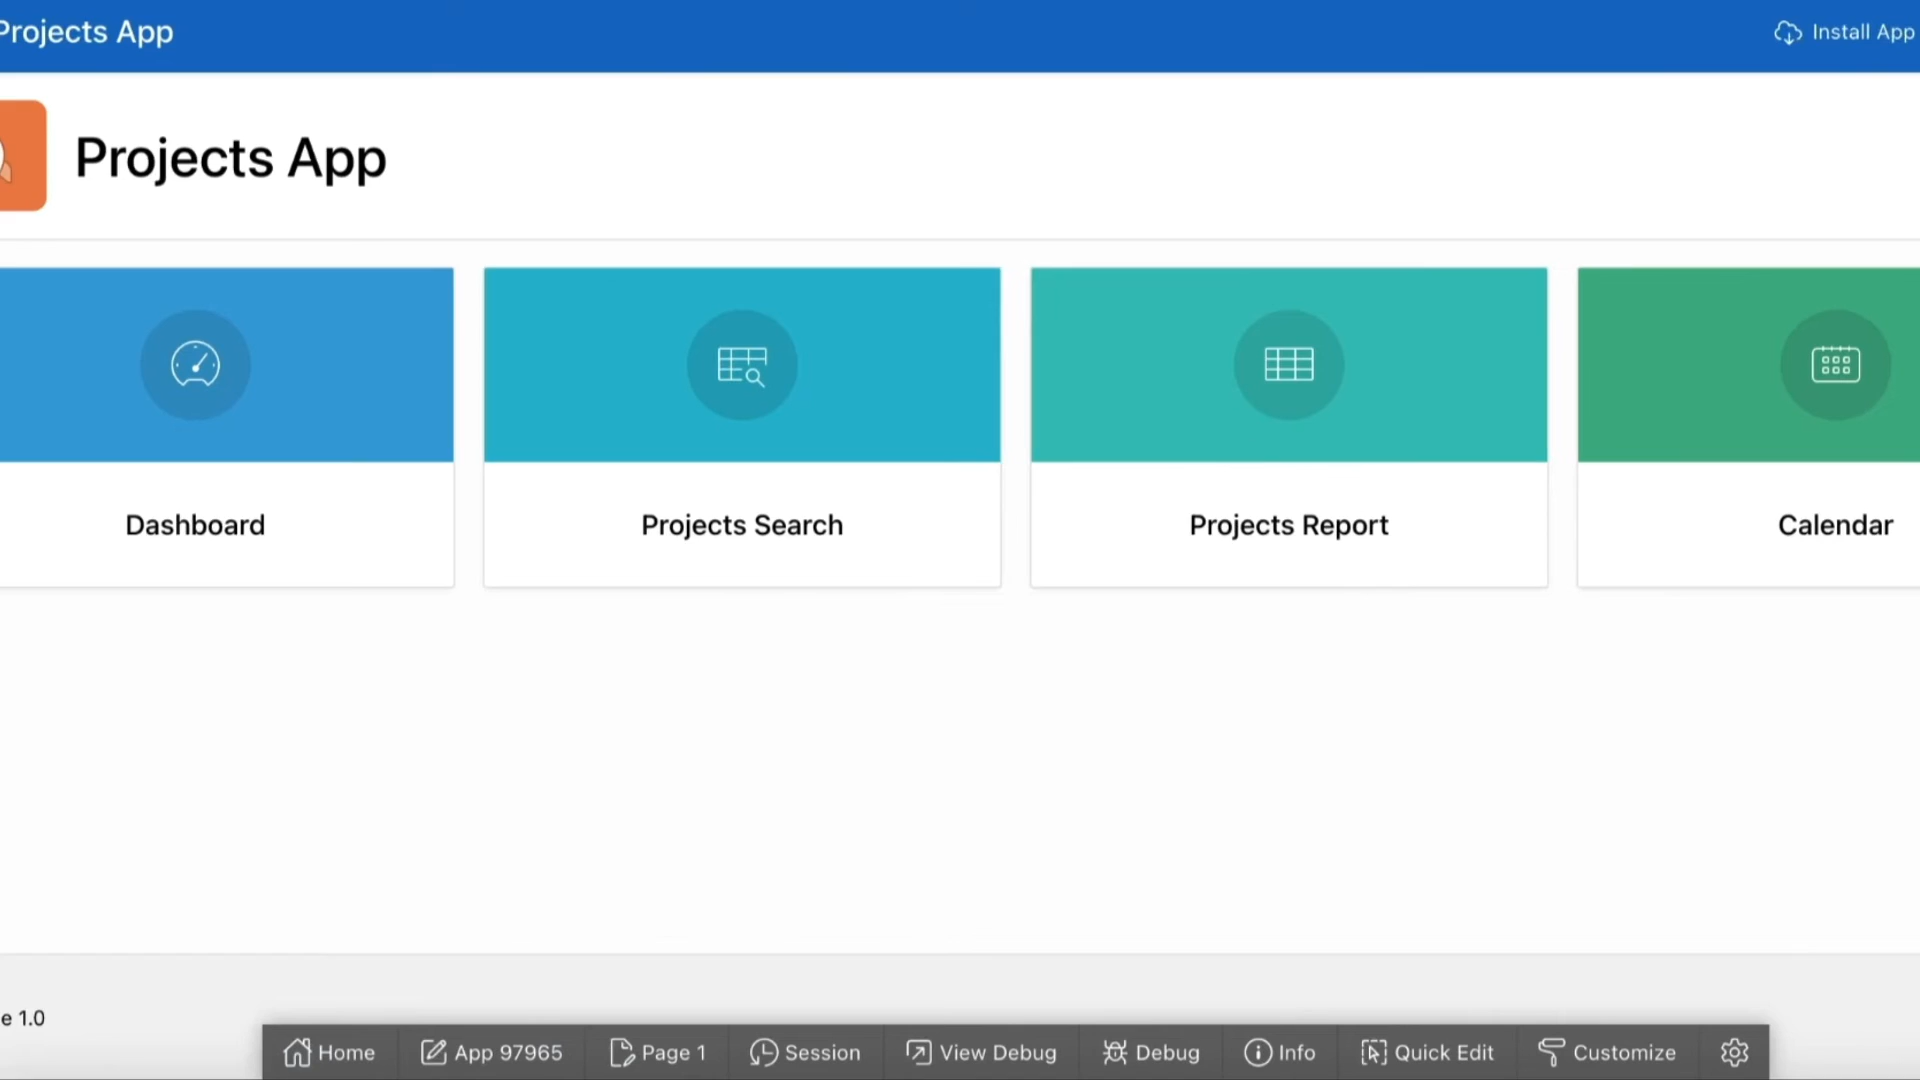 Projects App
Install App
Projects App
Dashboard
Projects Search
Projects Report
Calendar
e 1.0
Home
App 97965
Page 1
Session
View Debug
Debug
Info
Quick Edit
Customize